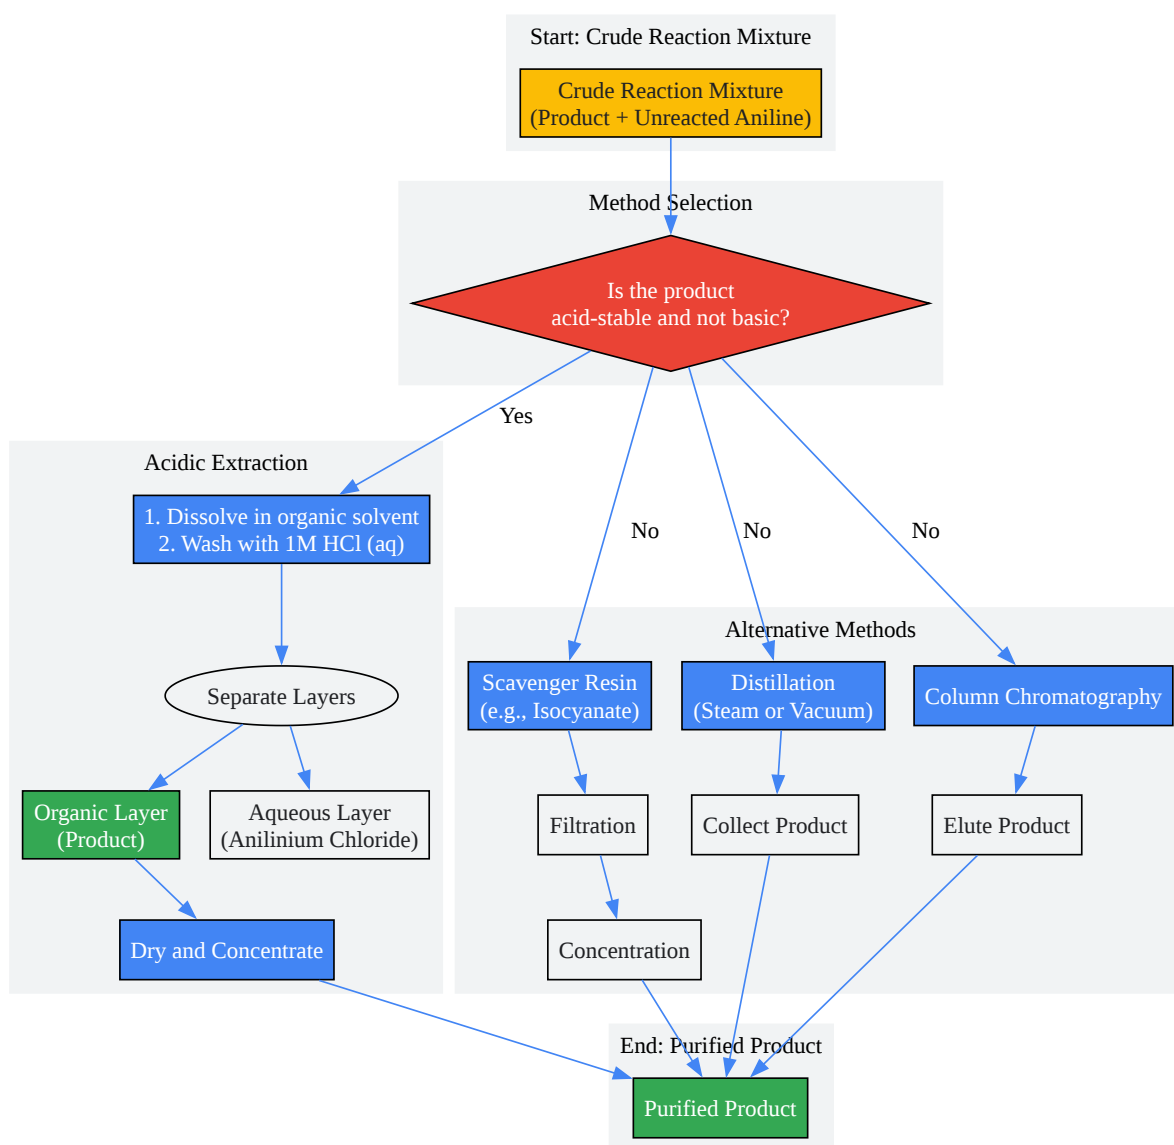 Start: Crude Reaction Mixture
Crude Reaction Mixture
(Product + Unreacted Aniline)
Method Selection
Is the product
acid-stable and not basic?
Yes
No
No
No
Acidic Extraction
1. Dissolve in organic solvent
2. Wash with 1M HCl (aq)
Separate Layers
Organic Layer
(Product)
Aqueous Layer
(Anilinium Chloride)
Dry and Concentrate
Alternative Methods
Scavenger Resin
(e.g., Isocyanate)
Distillation
(Steam or Vacuum)
Column Chromatography
Filtration
Collect Product
Elute Product
Concentration
End: Purified Product
Purified Product